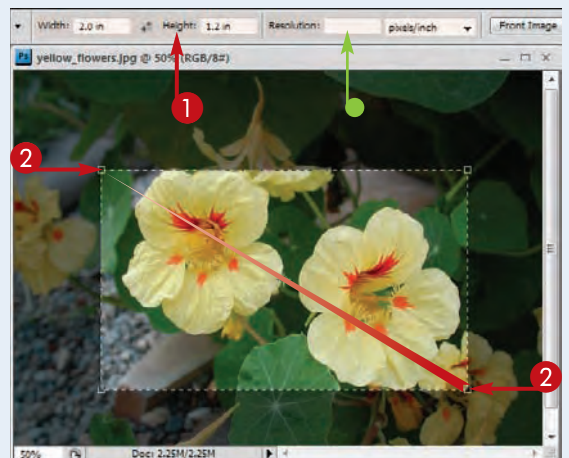 Width: 2.0 in Height: 1.2 in Resolution: pixels/inch Front Image
1
Ps yellow_flowers.jpg @ 50% (RGB/8#)
2
2
50% Doc: 2.25M/2.25M